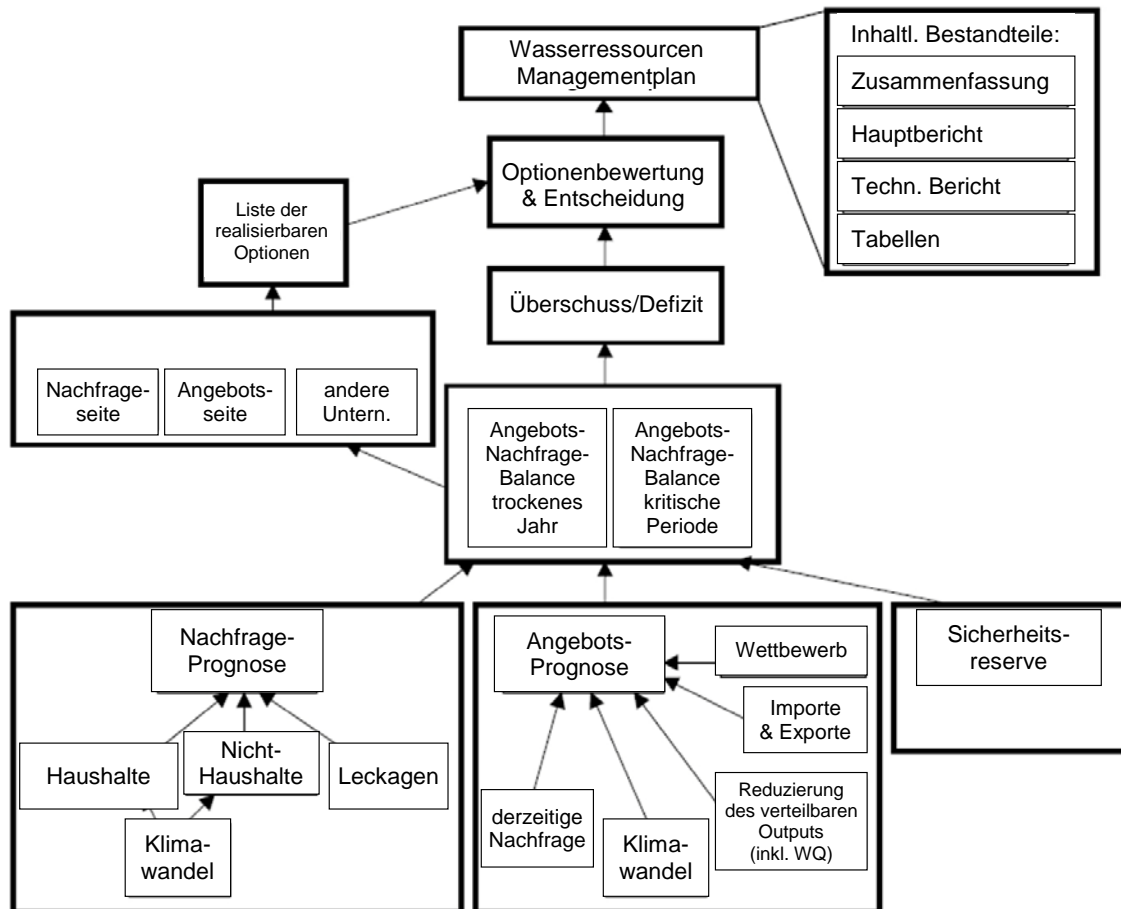 Wasserressourcen
Managementplan
Inhaltl. Bestandteile:
Zusammenfassung
Hauptbericht
Techn. Bericht
Tabellen
Optionenbewertung
& Entscheidung
Liste der
realisierbaren
Optionen
Überschuss/Defizit
Nachfrage-
seite
Angebots-
seite
andere
Untern.
Angebots-
Nachfrage-
Balance
trockenes
Jahr
Angebots-
Nachfrage-
Balance
kritische
Periode
Nachfrage-
Prognose
Haushalte
Nicht-
Haushalte
Leckagen
Klima-
wandel
Angebots-
Prognose
Wettbewerb
Importe
& Exporte
derzeitige
Nachfrage
Klima-
wandel
Reduzierung
des verteilbaren
Outputs
(inkl. WQ)
Sicherheits-
reserve